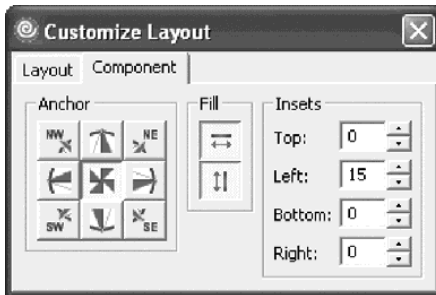 Customize Layout
Layout Component
Anchor Fill Insets
NW NE Top: 0
Left: 15
SW SE Bottom: 0
Right: 0